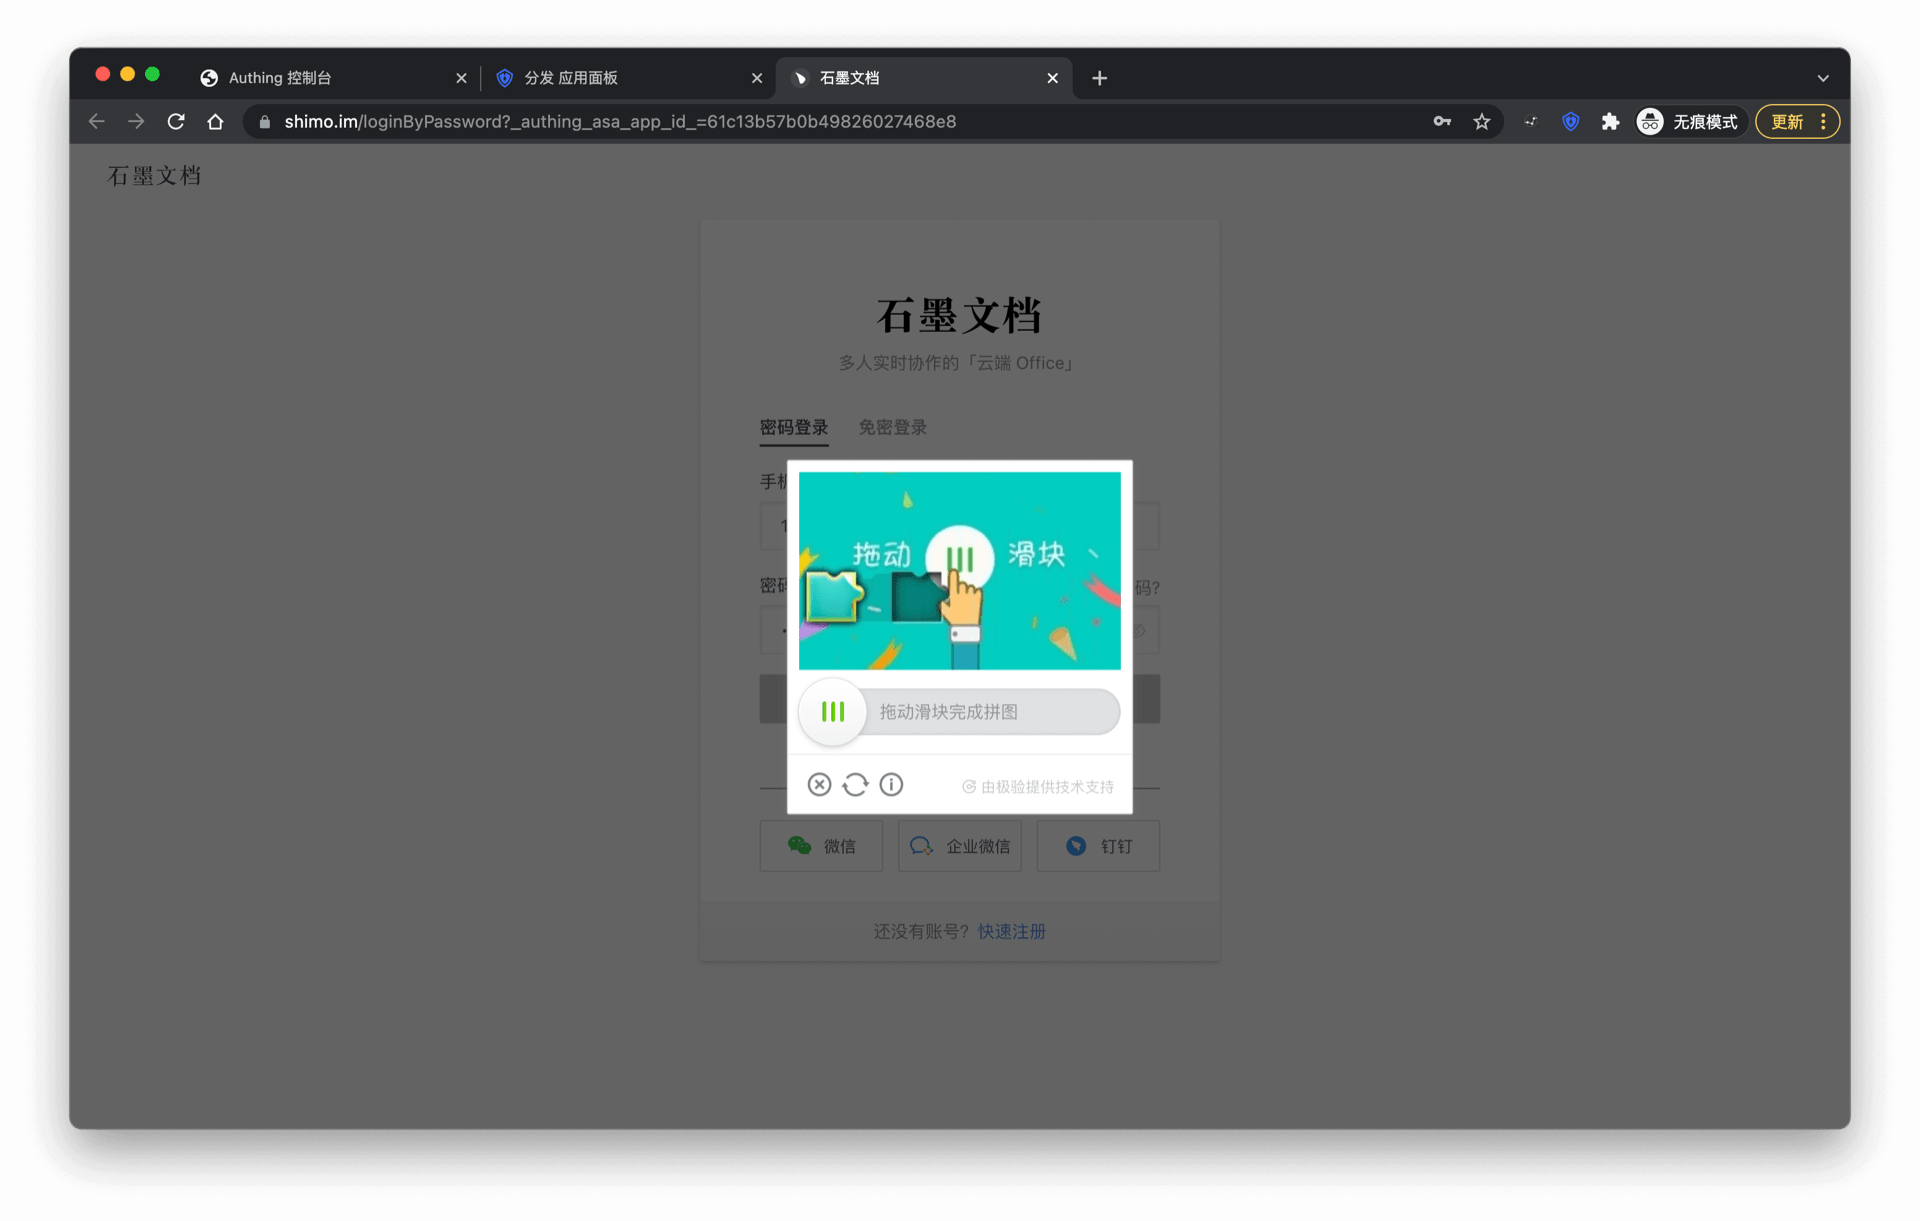 Authing 控制台
分发 应用面板
石墨文档
shimo.im/loginByPassword?_authing_asa_app_id_=61c13b57b0b49826027468e8
无痕模式
更新
石墨文档
石墨文档
多人实时协作的「云端 Office」
密码登录
免密登录
手机
1
拖动
滑块
密码
码?
拖动滑块完成拼图
由极验提供技术支持
微信
企业微信
钉钉
还没有账号? 快速注册